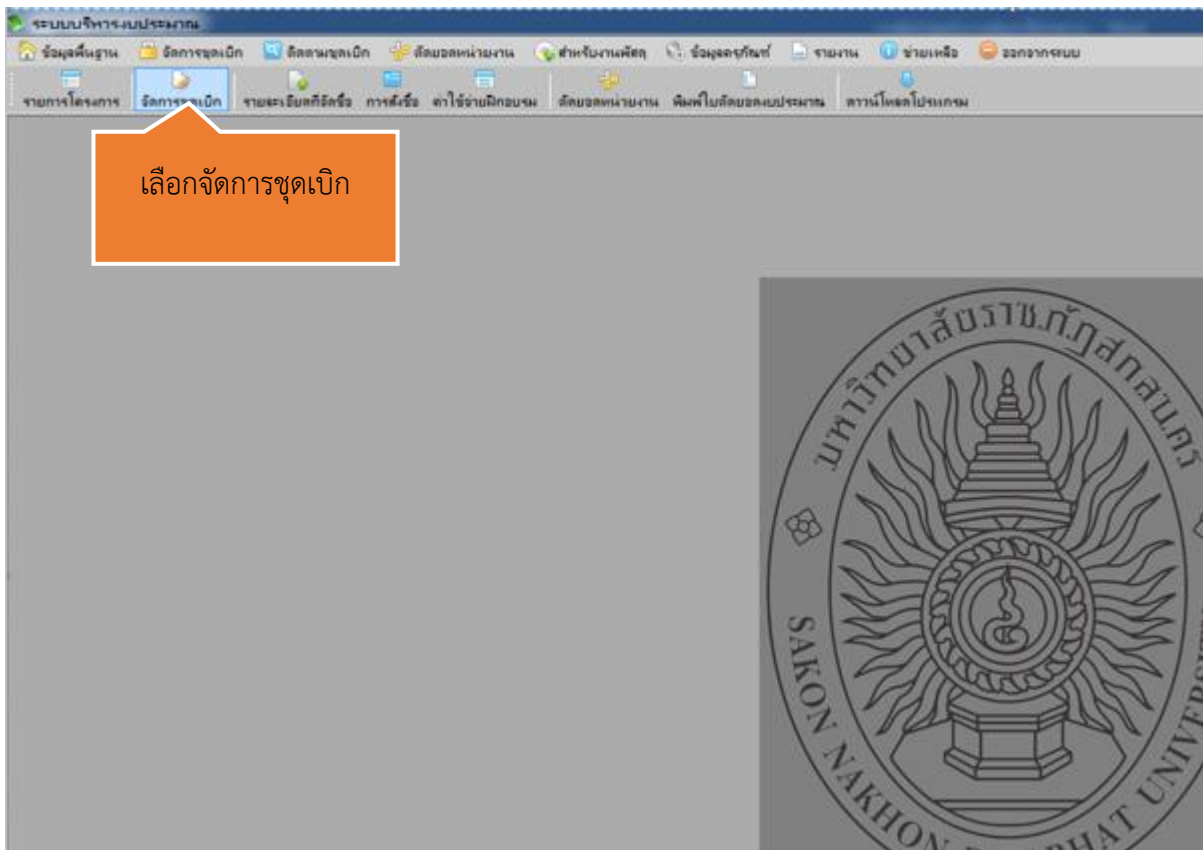 ระบบบริหารงบประมาณ
ข้อมูลพื้นฐาน จัดการชุดเบิก ติดตามชุดเบิก ตัดยอดหน่วยงาน สำหรับงานพัสดุ ข้อมูลครุภัณฑ์ รายงาน ช่วยเหลือ ออกจากระบบ
รายการโครงการ จัดการชุดเบิก รายละเอียดที่จัดซื้อ การสั่งซื้อ ค่าใช้จ่ายฝึกอบรม ตัดยอดหน่วยงาน พิมพ์ใบตัดยอดงบประมาณ ดาวน์โหลดโปรแกรม
เลือกจัดการชุดเบิก
มหาวิทยาลัยราชภัฏสกลนคร
SAKON NAKHON